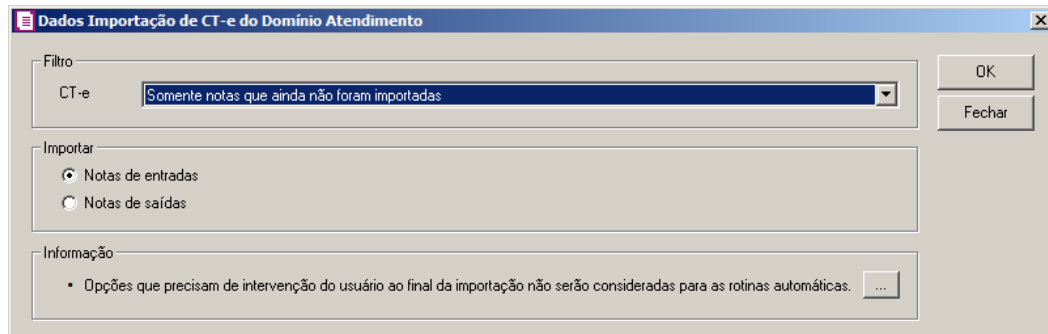 Dados Importação de CT-e do Domínio Atendimento
Filtro
CT-e Somente notas que ainda não foram importadas
OK
Fechar
Importar
Notas de entradas
Notas de saídas
Informação
• Opções que precisam de intervenção do usuário ao final da importação não serão consideradas para as rotinas automáticas. ...